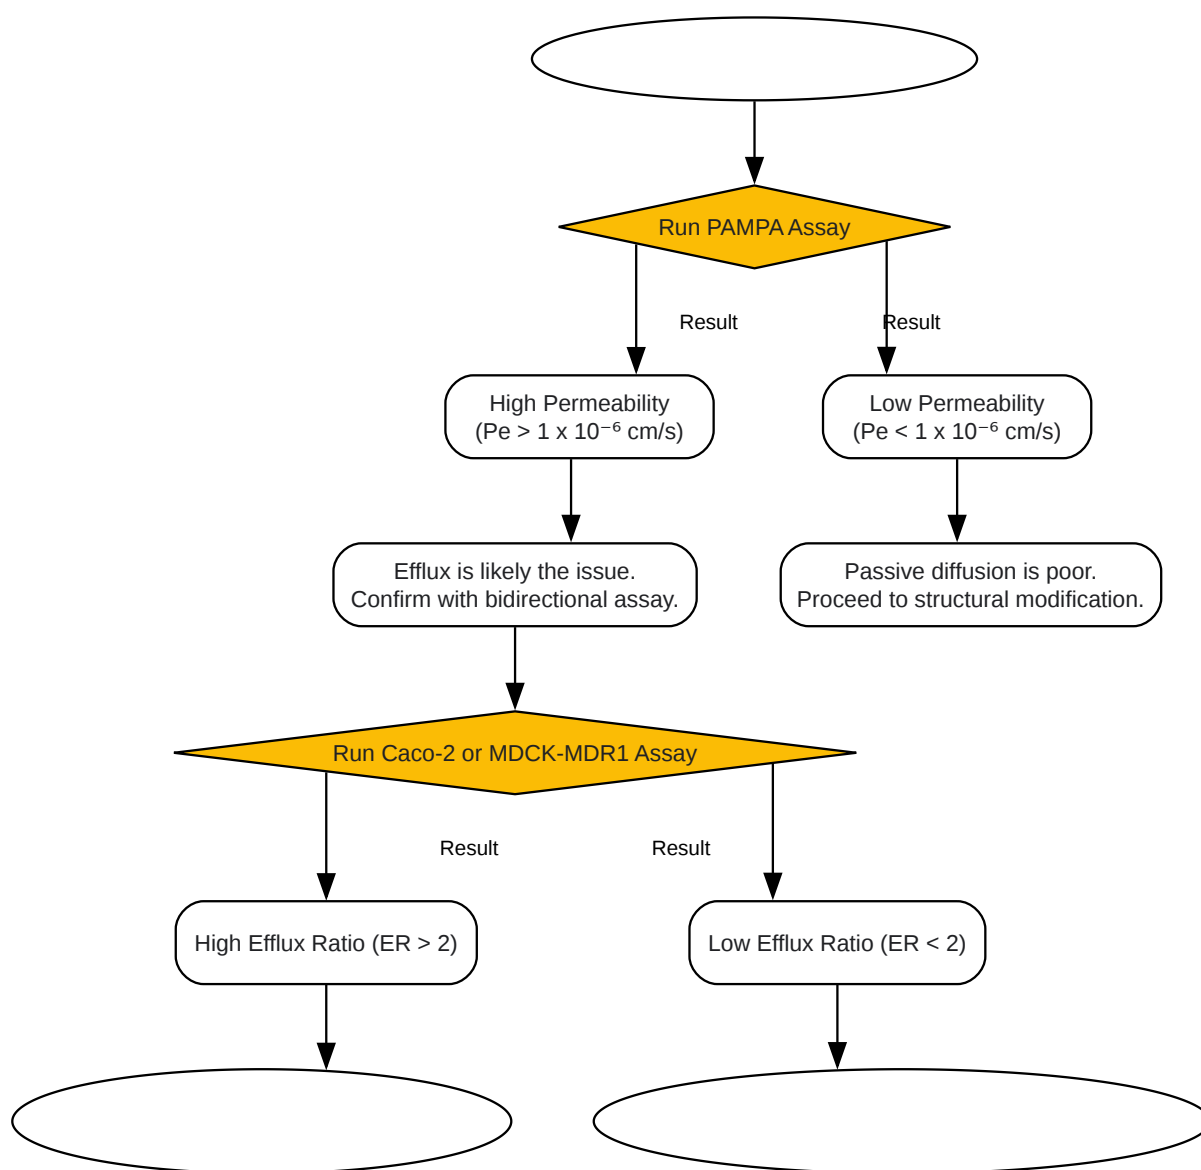 Run PAMPA Assay
Result
Result
High Permeability
(Pe > 1 x 10⁻⁶ cm/s)
Low Permeability
(Pe < 1 x 10⁻⁶ cm/s)
Efflux is likely the issue.
Confirm with bidirectional assay.
Passive diffusion is poor.
Proceed to structural modification.
Run Caco-2 or MDCK-MDR1 Assay
Result
Result
High Efflux Ratio (ER > 2)
Low Efflux Ratio (ER < 2)